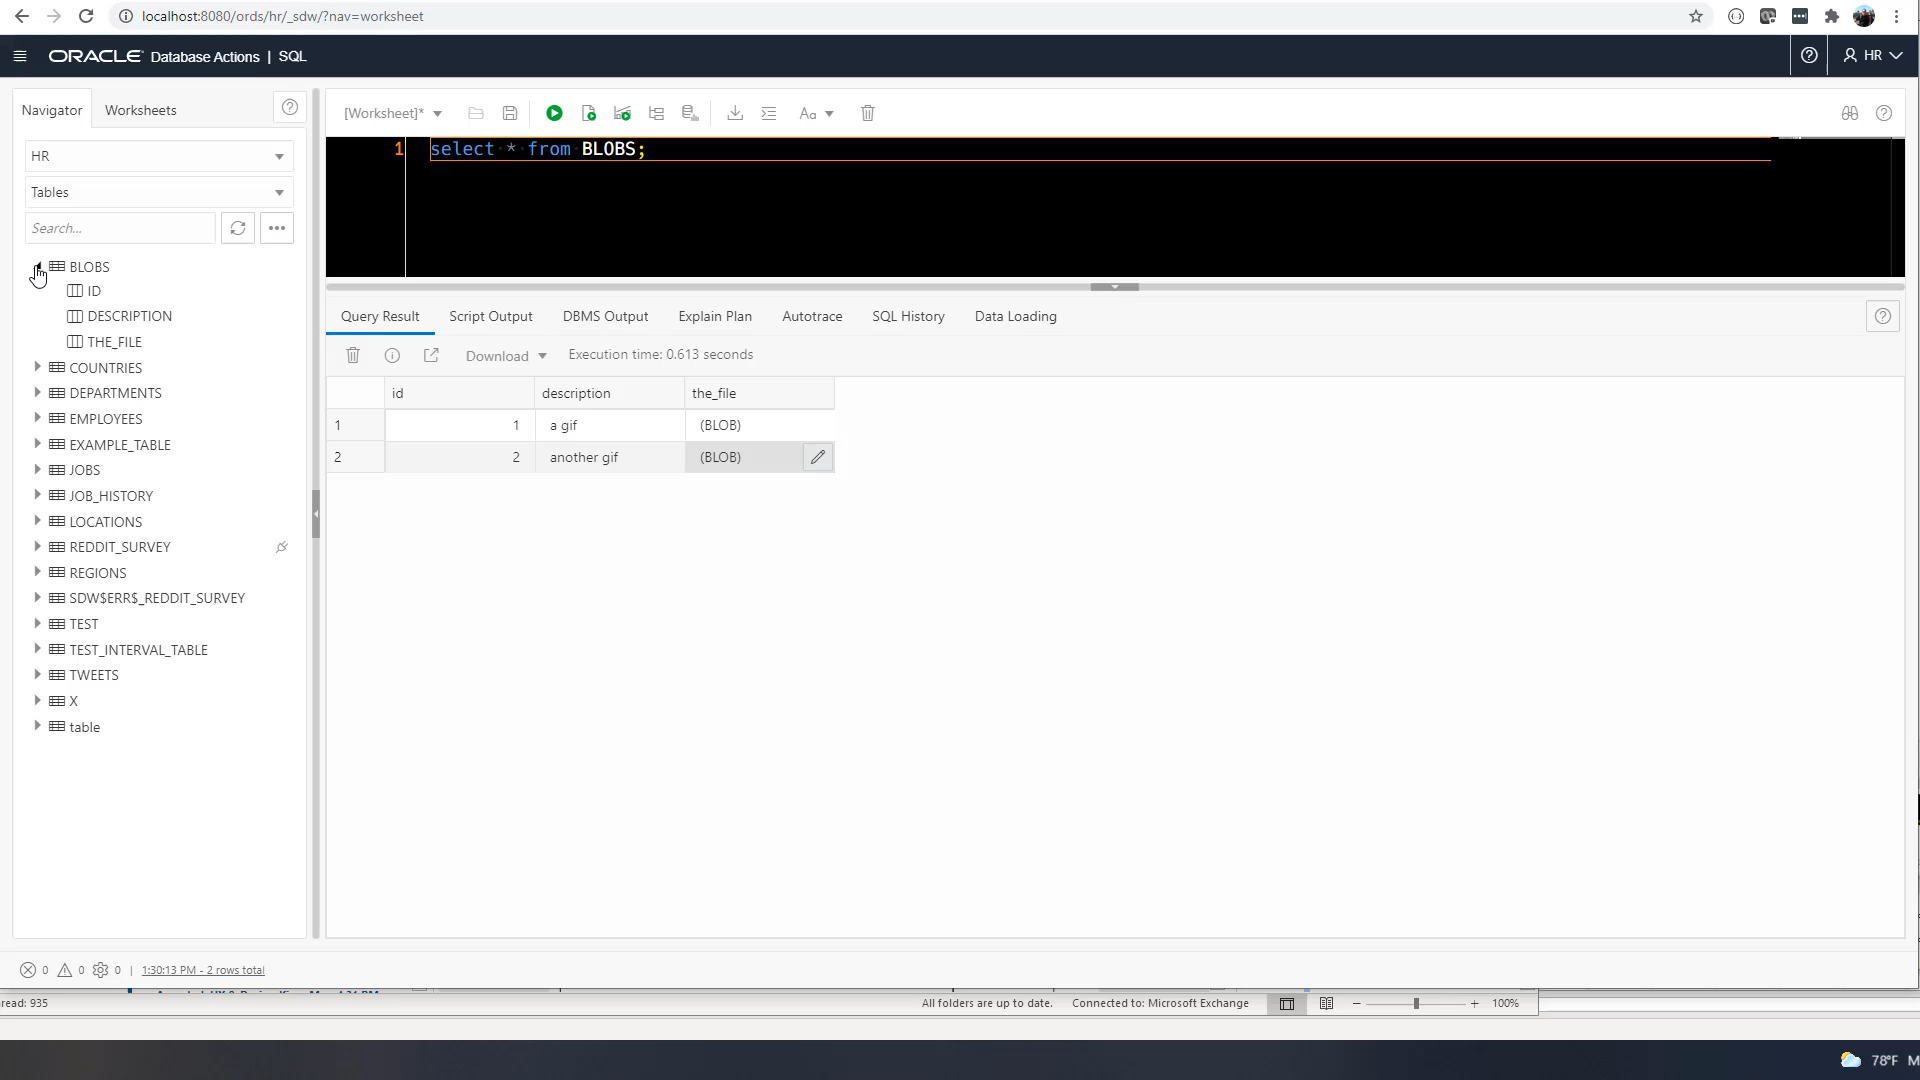 localhost:8080/ords/hr/_sdw/?nav=worksheet
ORACLE Database Actions | SQL
HR
Navigator
Worksheets
HR
Tables
Search...
BLOBS
ID
DESCRIPTION
THE_FILE
COUNTRIES
DEPARTMENTS
EMPLOYEES
EXAMPLE_TABLE
JOBS
JOB_HISTORY
LOCATIONS
REDDIT_SURVEY
REGIONS
SDW$ERR$_REDDIT_SURVEY
TEST
TEST_INTERVAL_TABLE
TWEETS
X
table
[Worksheet]*
Aa
1 select * from BLOBS;
Query Result Script Output DBMS Output Explain Plan Autotrace SQL History Data Loading
Download Execution time: 0.613 seconds
id description the_file
1 1 a gif (BLOB)
2 2 another gif (BLOB)
0 0 0 | 1:30:13 PM - 2 rows total
read: 935 All folders are up to date. Connected to: Microsoft Exchange 100%
78°F M